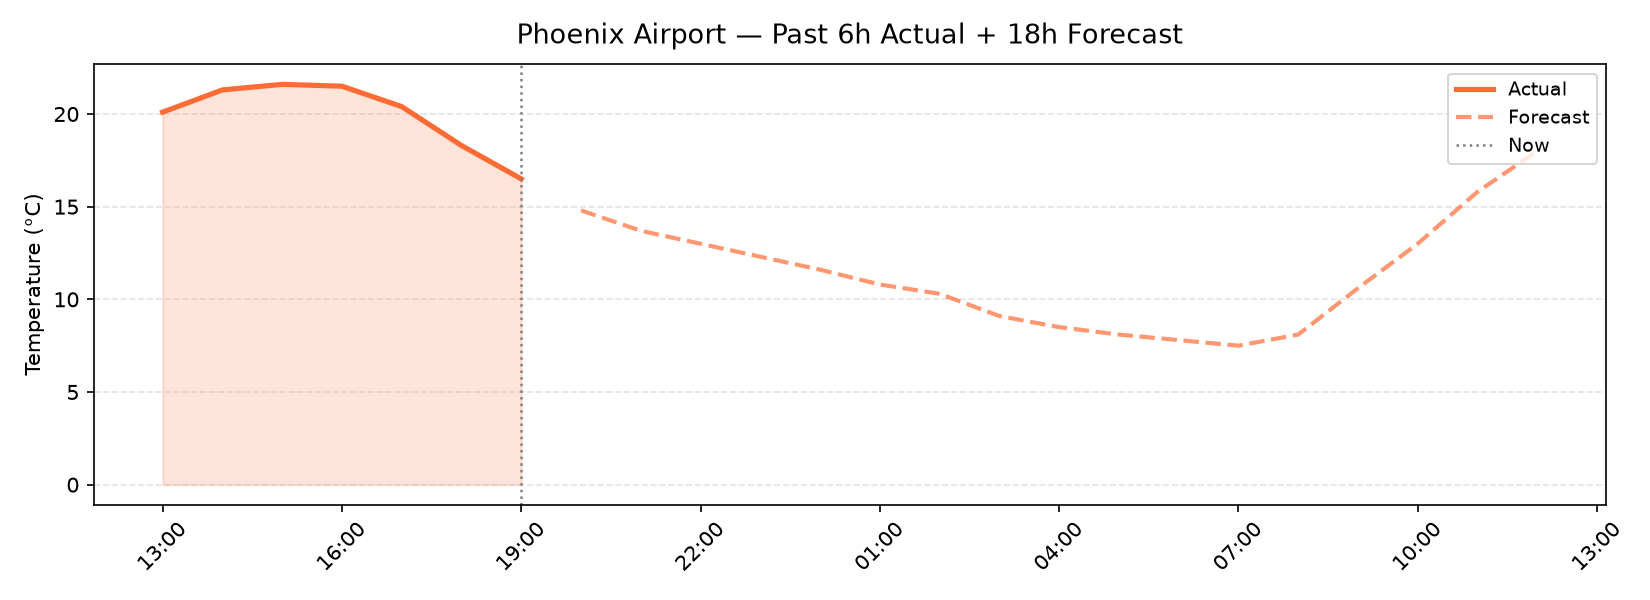 Phoenix Airport — Past 6h Actual + 18h Forecast
Actual
Forecast
Now
Temperature (°C)
20
15
10
5
0
13:00
16:00
19:00
22:00
01:00
04:00
07:00
10:00
13:00